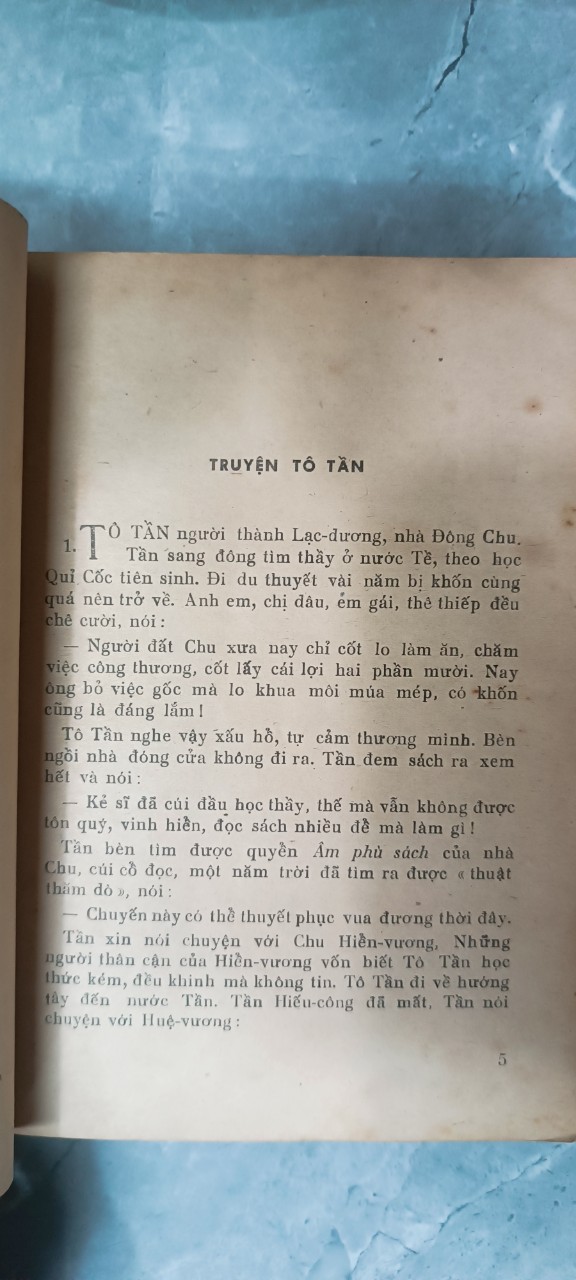 TRUYỆN TÔ TẦN
1. TÔ TẦN người thành Lạc-dương, nhà Đông Chu.
Tần sang đông tìm thầy ở nước Tề, theo học
Quỉ Cốc tiên sinh. Đi du thuyết vài năm bị khốn cùng
quá nên trở về. Anh em, chị dâu, em gái, thê thiếp đều
chê cười, nói :
— Người đất Chu xưa nay chỉ cốt lo làm ăn, chăm
việc công thương, cốt lấy cái lợi hai phần mười. Nay
ông bỏ việc gốc mà lo khua môi múa mép, có khốn
cũng là đáng lắm !
Tô Tần nghe vậy xấu hổ, tự cảm thương mình. Bèn
ngồi nhà đóng cửa không đi ra. Tần đem sách ra xem
hết và nói :
— Kẻ sĩ đã cúi đầu học thầy, thế mà vẫn không được
tôn quý, vinh hiển, đọc sách nhiều để mà làm gì !
Tần bèn tìm được quyển Âm phù sách của nhà
Chu, cúi cổ đọc, một năm trời đã tìm ra được « thuật
thăm dò », nói :
— Chuyến này có thể thuyết phục vua đương thời đây.
Tần xin nói chuyện với Chu Hiển-vương, Những
người thân cận của Hiển-vương vốn biết Tô Tần học
thức kém, đều khinh mà không tin. Tô Tần đi về hướng
tây đến nước Tần. Tần Hiếu-công đã mất, Tần nói
chuyện với Huệ-vương :
5